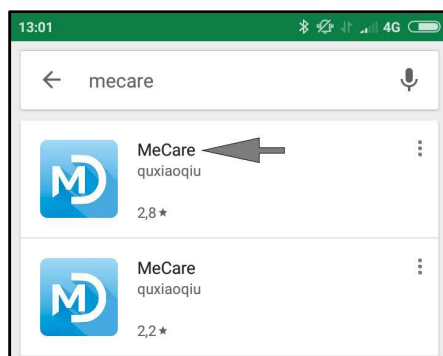 13:01 4G
mecare
MeCare
quxiaoqiu
2,8★
MeCare
quxiaoqiu
2,2★